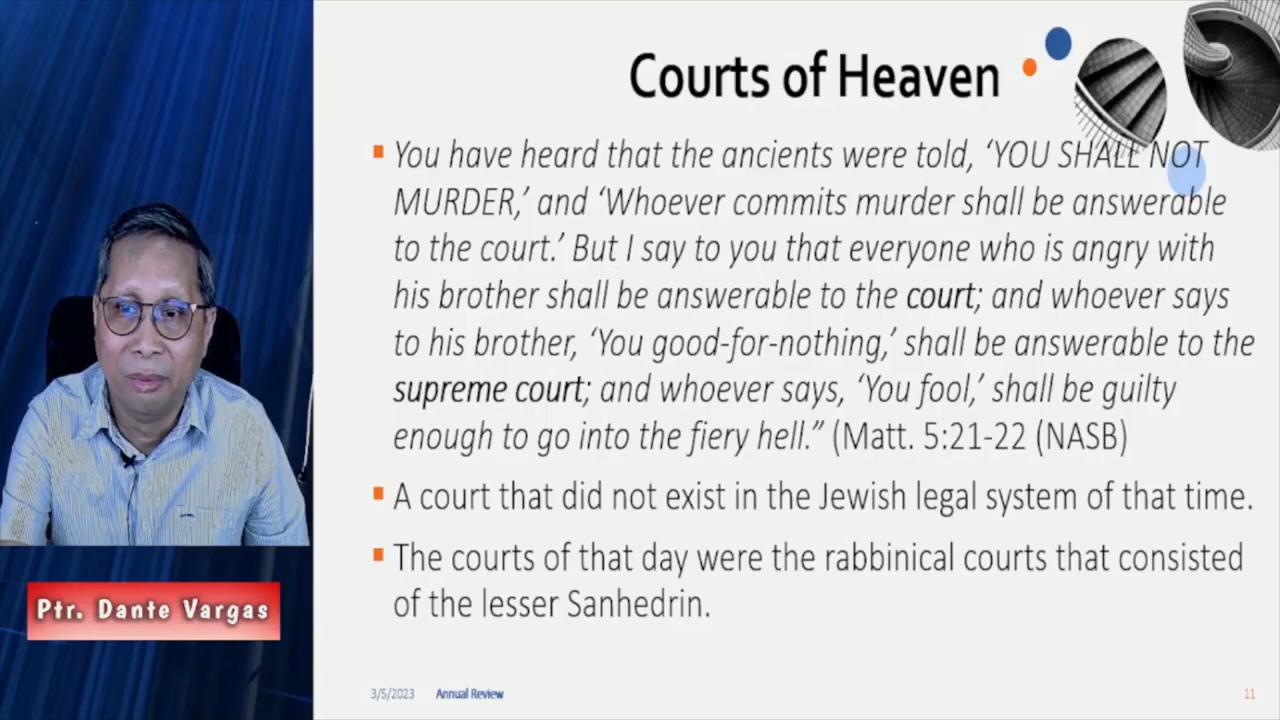 Courts of Heaven
▪ You have heard that the ancients were told, ‘YOU SHALL NOT
MURDER,’ and ‘Whoever commits murder shall be answerable
to the court.’ But I say to you that everyone who is angry with
his brother shall be answerable to the court; and whoever says
to his brother, ‘You good-for-nothing,’ shall be answerable to the
supreme court; and whoever says, ‘You fool,’ shall be guilty
enough to go into the fiery hell.” (Matt. 5:21-22 (NASB)
▪ A court that did not exist in the Jewish legal system of that time.
▪ The courts of that day were the rabbinical courts that consisted
of the lesser Sanhedrin.
Ptr. Dante Vargas
3/5/2023 Annual Review 11